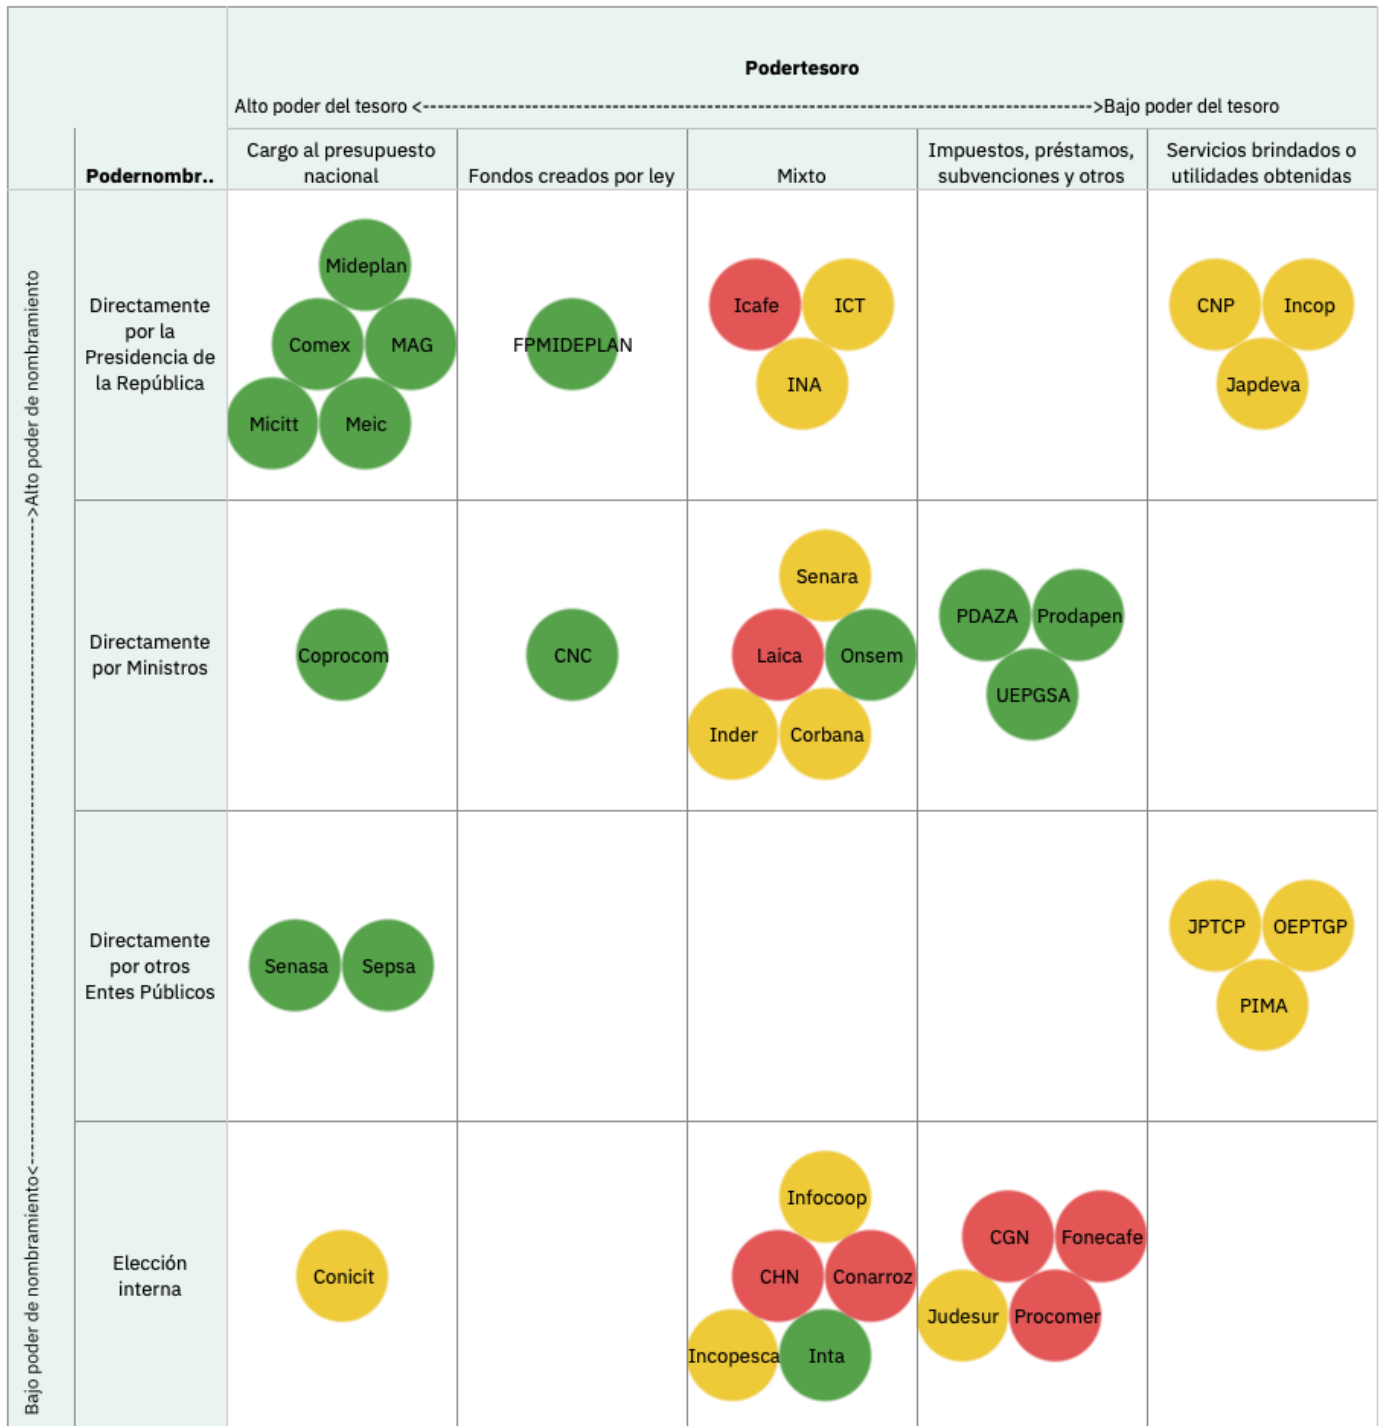 Podertesoro
Alto poder del tesoro <---------------------------------------------------------------------------------------------->Bajo poder del tesoro
Podernombr..
Cargo al presupuesto
nacional
Fondos creados por ley
Mixto
Impuestos, préstamos,
subvenciones y otros
Servicios brindados o
utilidades obtenidas
Bajo poder de nombramiento<---------------------------------------------------------------------------------------------->Alto poder de nombramiento
Directamente
por la
Presidencia de
la República
Mideplan
Comex
MAG
Micitt
Meic
FPMIDEPLAN
Icafe
ICT
INA
CNP
Incop
Japdeva
Directamente
por Ministros
Coprocom
CNC
Senara
Laica
Onsem
Inder
Corbana
PDAZA
Prodapen
UEPGSA
Directamente
por otros
Entes Públicos
Senasa
Sepsa
JPTCP
OEPTGP
PIMA
Elección
interna
Conicit
Infocoop
CHN
Conarroz
Incopesca
Inta
CGN
Fonecafe
Judesur
Procomer